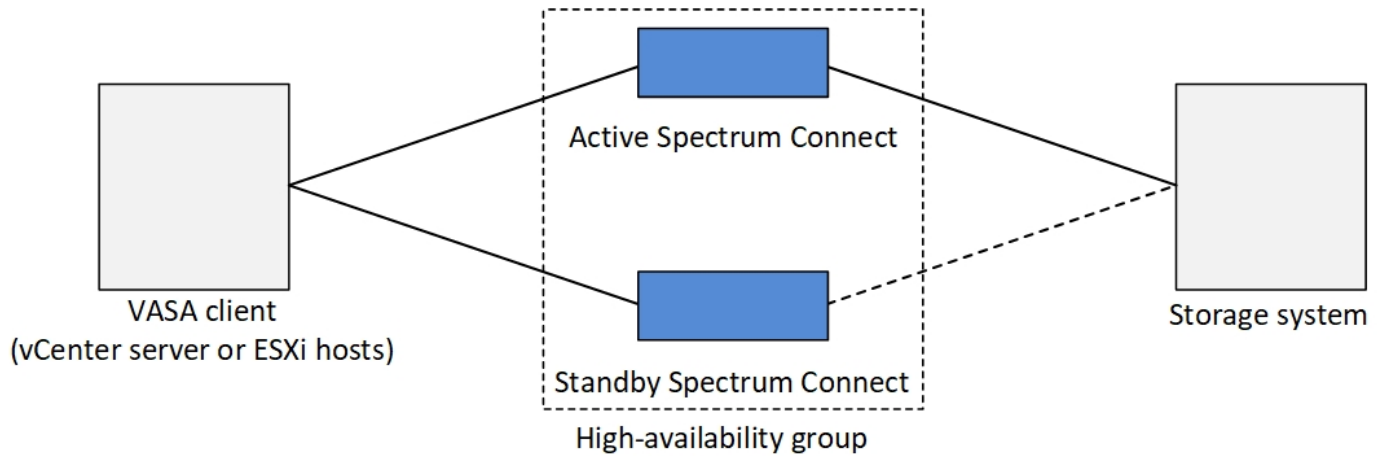 Active Spectrum Connect
VASA client
(vCenter server or ESXi hosts)
Storage system
Standby Spectrum Connect
High-availability group